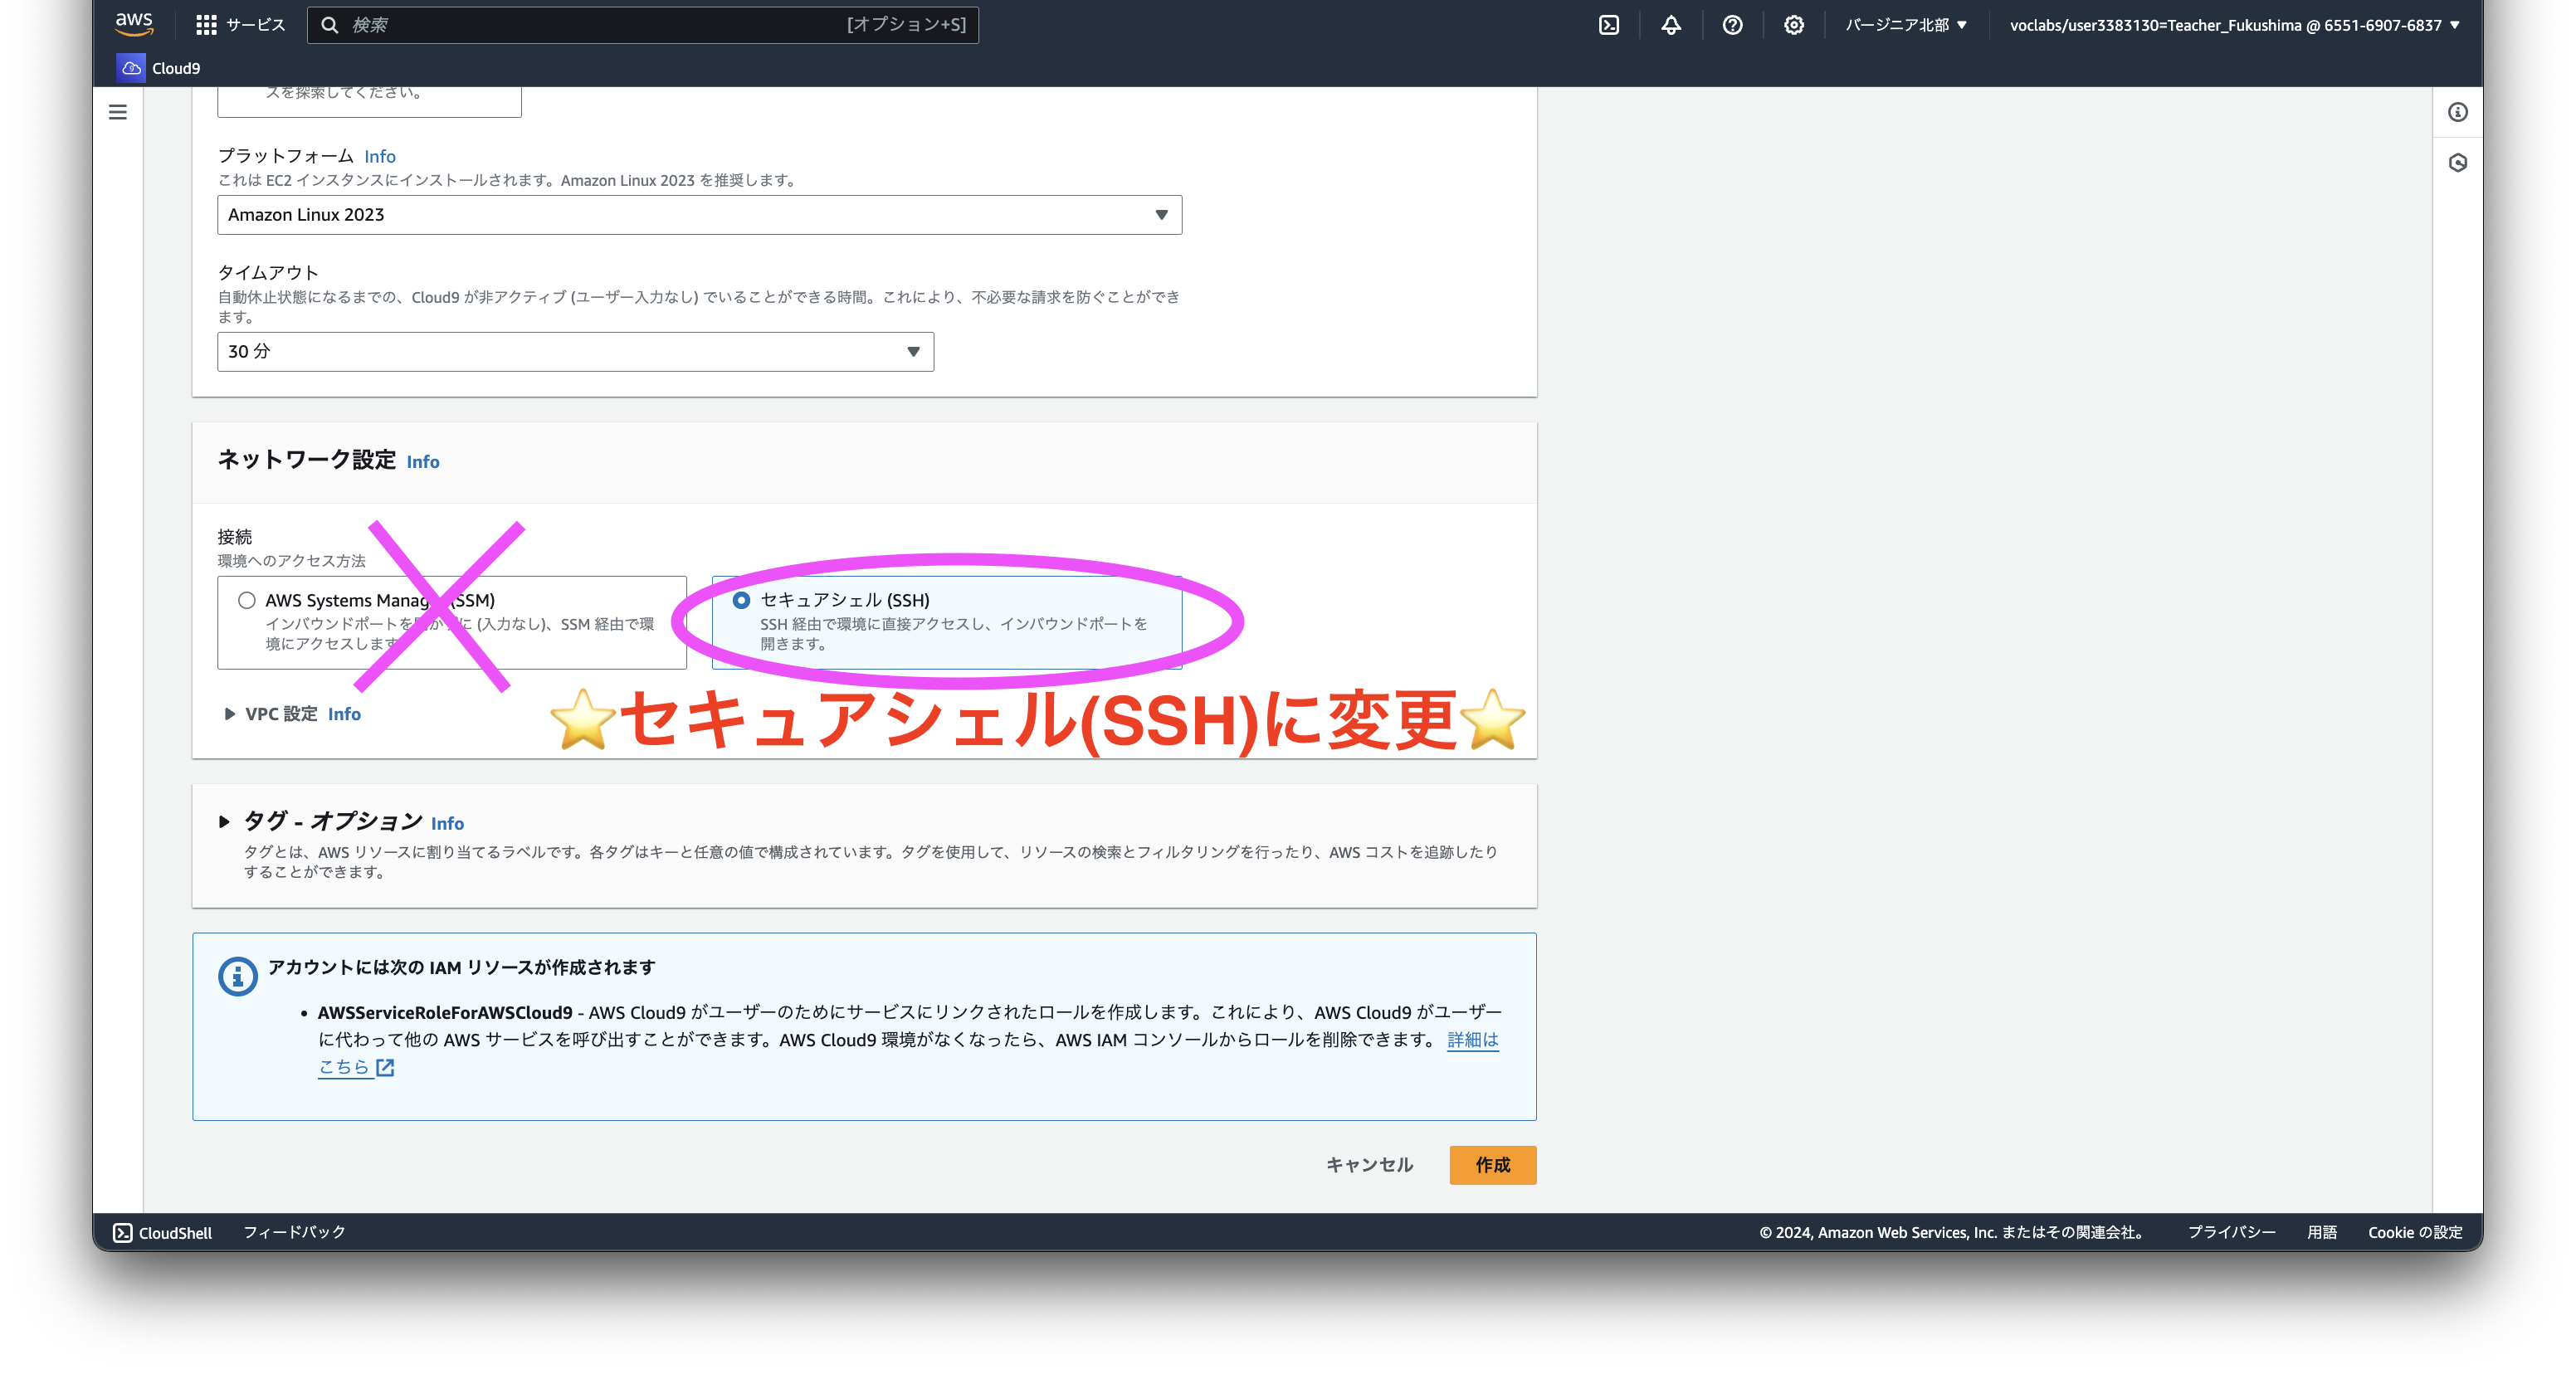 aws
サービス
検索
[オプション+S]
バージニア北部
voclabs/user3383130=Teacher_Fukushima @ 6551-6907-6837
Cloud9
スを探索してください。
プラットフォーム Info
これは EC2 インスタンスにインストールされます。Amazon Linux 2023 を推奨します。
Amazon Linux 2023
タイムアウト
自動休止状態になるまでの、Cloud9 が非アクティブ (ユーザー入力なし) でいることができる時間。これにより、不必要な請求を防ぐことができ
ます。
30 分
ネットワーク設定 Info
接続
環境へのアクセス方法
AWS Systems Manag (SSM)
インバウンドポートを に (入力なし)、SSM 経由で環
境にアクセスします
セキュアシェル (SSH)
SSH 経由で環境に直接アクセスし、インバウンドポートを
開きます。
VPC 設定 Info
⭐セキュアシェル(SSH)に変更⭐
タグ - オプション Info
タグとは、AWS リソースに割り当てるラベルです。各タグはキーと任意の値で構成されています。タグを使用して、リソースの検索とフィルタリングを行ったり、AWS コストを追跡したり
することができます。
アカウントには次の IAM リソースが作成されます
• AWSServiceRoleForAWSCloud9 - AWS Cloud9 がユーザーのためにサービスにリンクされたロールを作成します。これにより、AWS Cloud9 がユーザー
に代わって他の AWS サービスを呼び出すことができます。AWS Cloud9 環境がなくなったら、AWS IAM コンソールからロールを削除できます。 詳細は
こちら
キャンセル
作成
CloudShell
フィードバック
© 2024, Amazon Web Services, Inc. またはその関連会社。
プライバシー
用語
Cookie の設定